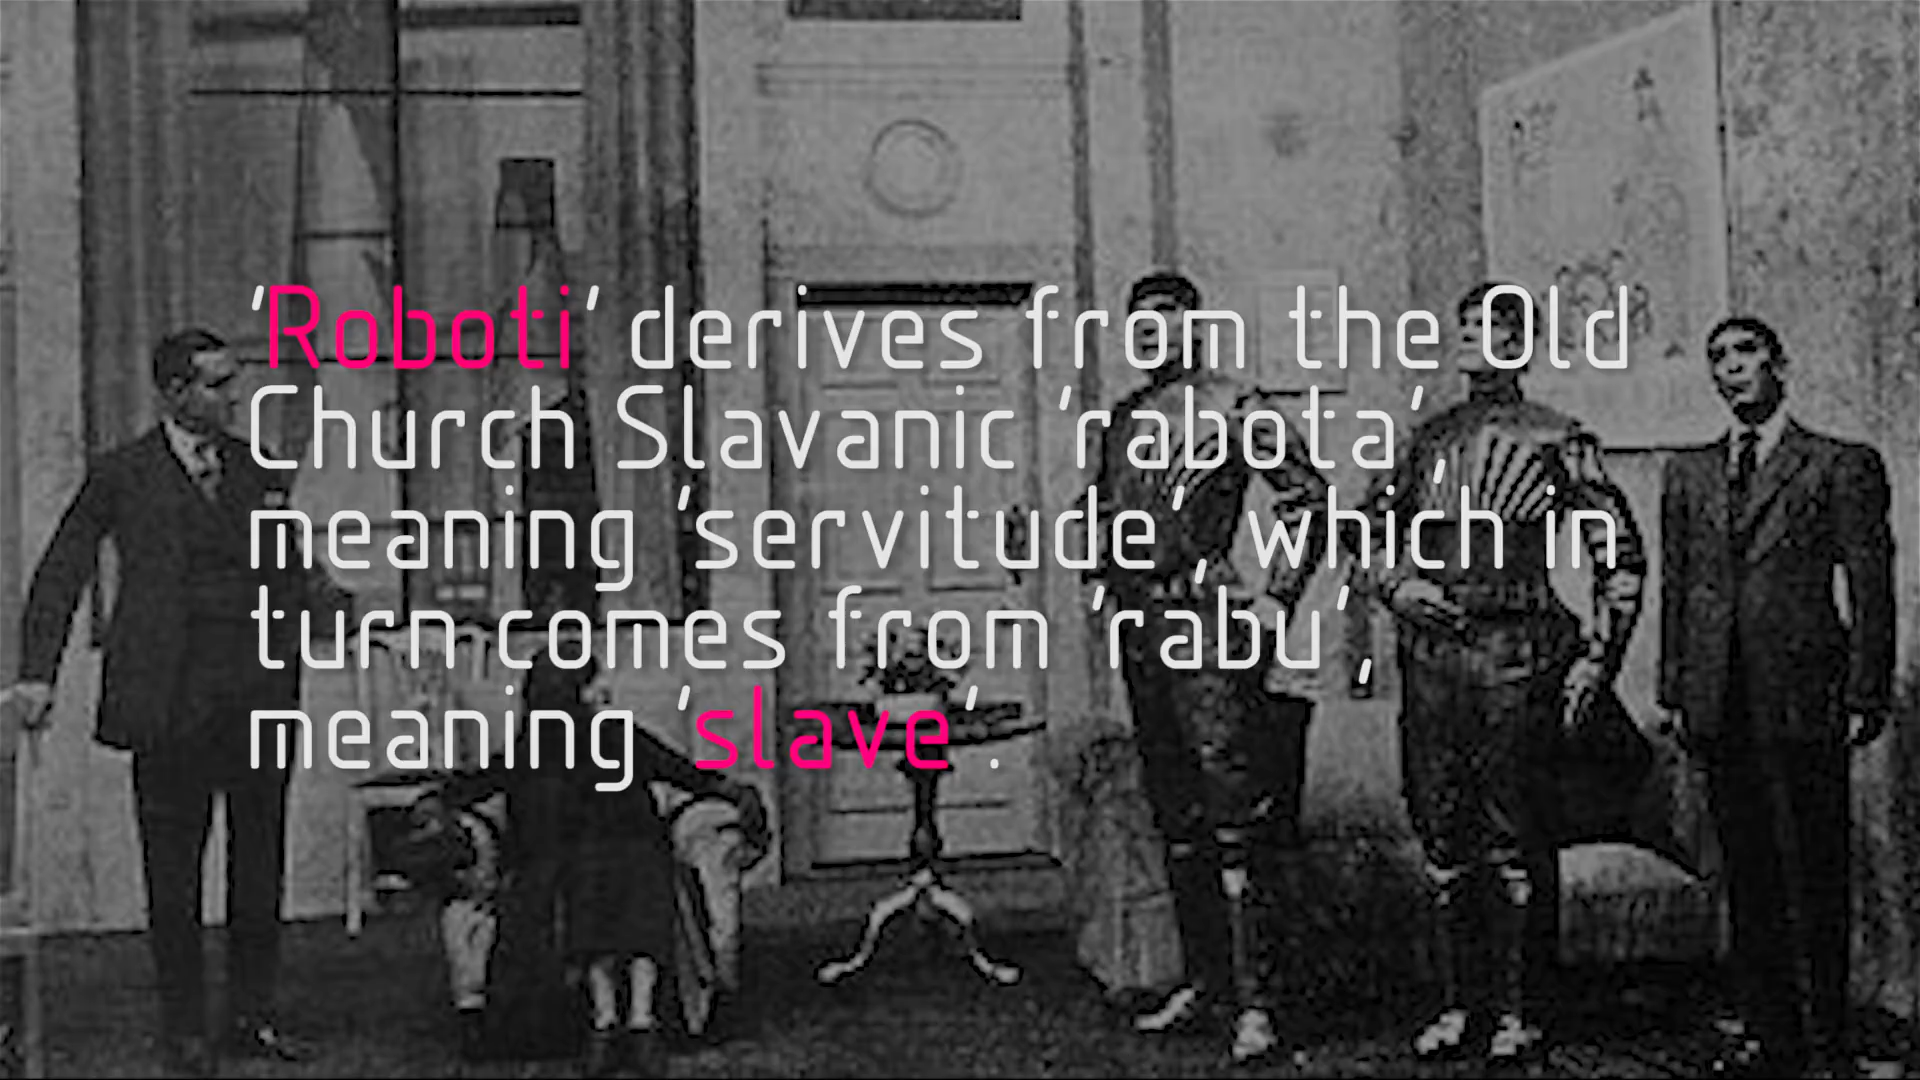 'Roboti' derives from the Old
Church Slavanic 'rabota',
meaning 'servitude', which in
turn comes from 'rabu',
meaning 'slave'.